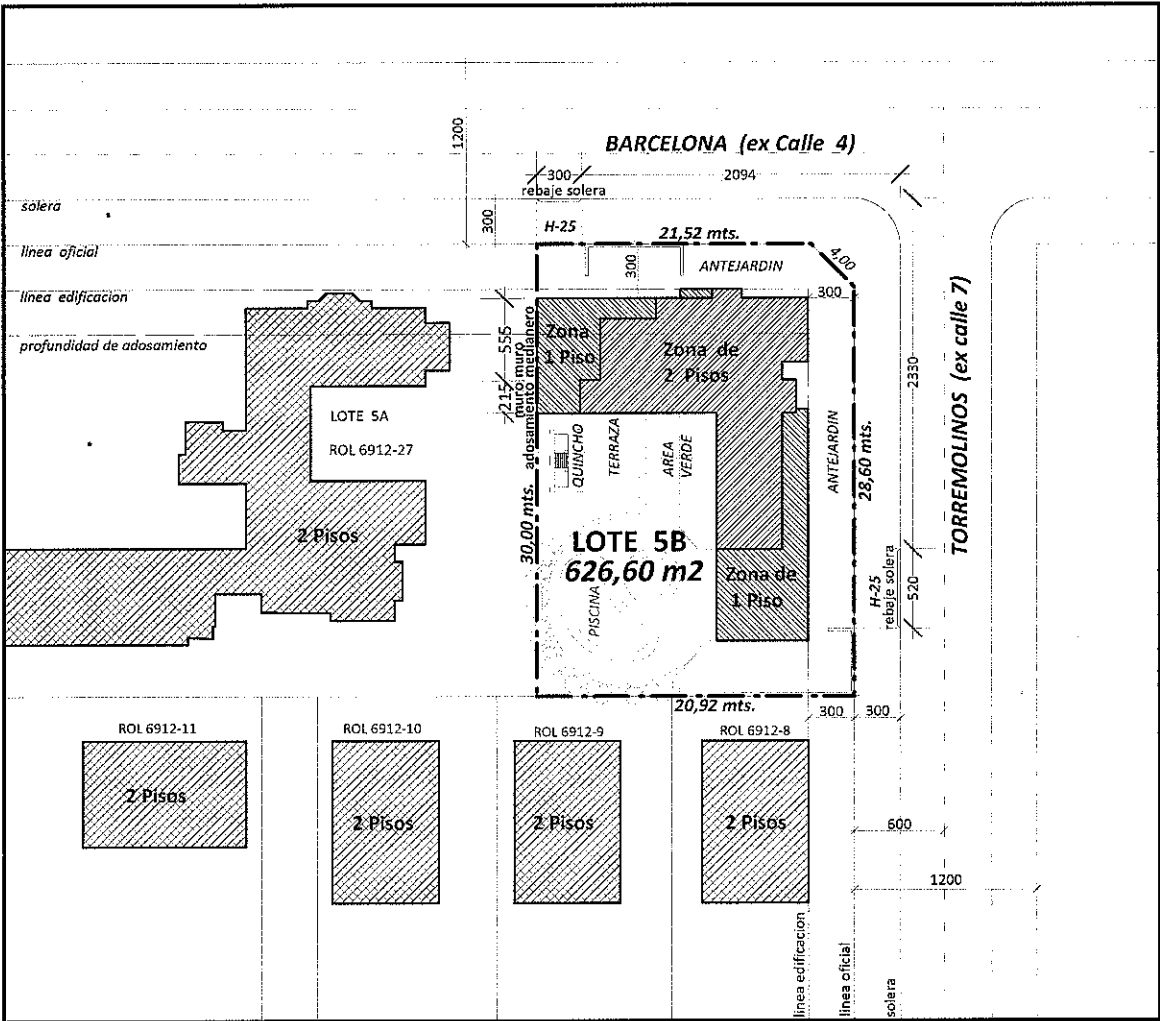 1200
BARCELONA (ex Calle 4)
300
2094
rebaje solera
solera
300
H-25
21,52 mts.
linea oficial
300
ANTEJARDIN
4,00
linea edificacion
300
profundidad de adosamiento
555
215
muro muro
adosamiento medianero
30,00 mts.
Zona
1 Piso
Zona de
2 Pisos
2330
TORREMOLINOS (ex calle 7)
LOTE 5A
ROL 6912-27
2 Pisos
QUINCHO
TERRAZA
AREA
VERDE
ANTEJARDIN
28,60 mts.
LOTE 5B
626,60 m2
PISCINA
Zona de
1 Piso
H-25
rebaje solera
520
20,92 mts.
300
300
ROL 6912-11
ROL 6912-10
ROL 6912-9
ROL 6912-8
2 Pisos
2 Pisos
2 Pisos
2 Pisos
600
1200
linea edificacion
linea oficial
solera